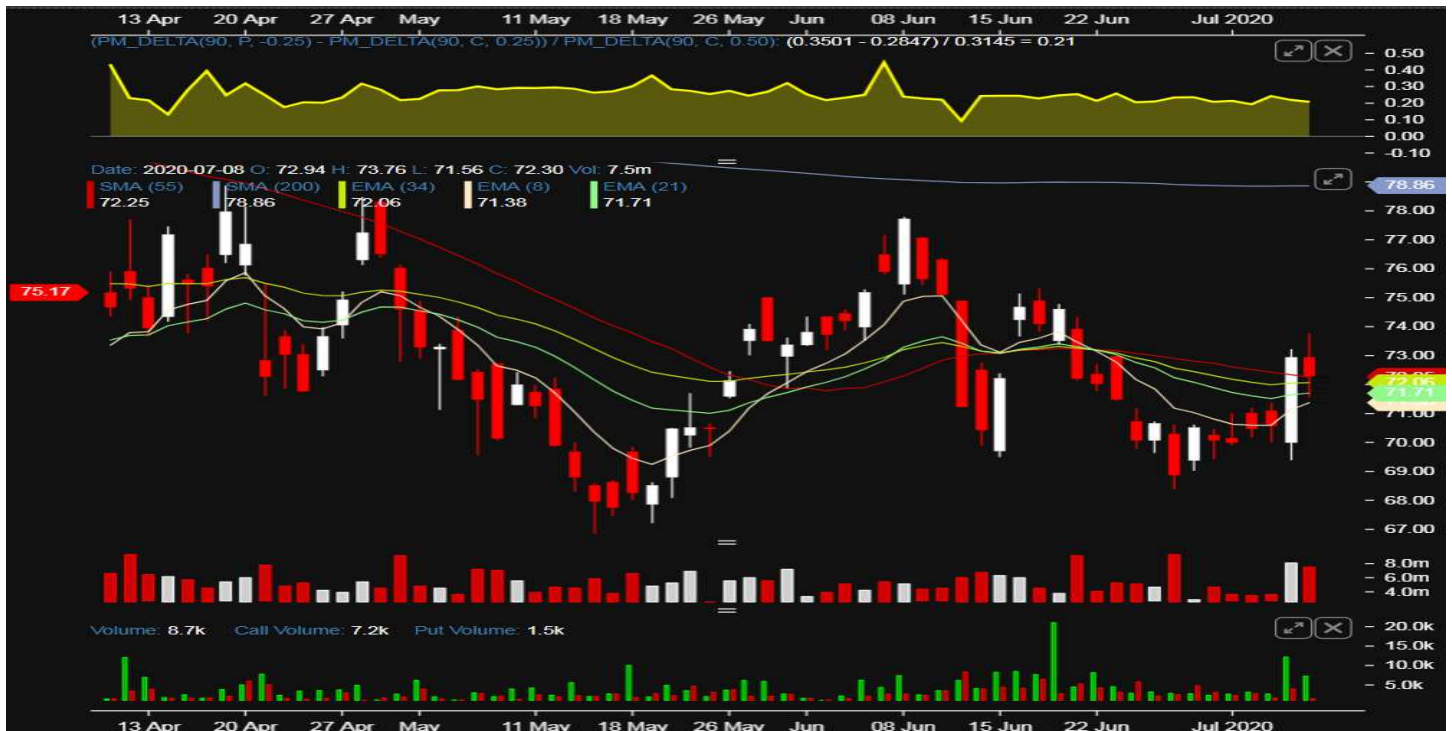 13 Apr 20 Apr 27 Apr May 11 May 18 May 26 May Jun 08 Jun 15 Jun 22 Jun Jul 2020
(PM_DELTA(90, P, -0.25) - PM_DELTA(90, C, 0.25)) / PM_DELTA(90, C, 0.50): (0.3501 - 0.2847) / 0.3145 = 0.21
0.50
0.40
0.30
0.20
0.10
0.00
-0.10
Date: 2020-07-08 O: 72.94 H: 73.76 L: 71.56 C: 72.30 Vol: 7.5m
SMA (55) SMA (200) EMA (34) EMA (8) EMA (21)
72.25 78.86 72.06 71.38 71.71
78.86
78.00
77.00
76.00
75.17
75.00
74.00
73.00
72.06
71.71
71.00
70.00
69.00
68.00
67.00
8.0m
6.0m
4.0m
Volume: 8.7k Call Volume: 7.2k Put Volume: 1.5k
20.0k
15.0k
10.0k
5.0k
13 Apr 20 Apr 27 Apr May 11 May 18 May 26 May Jun 08 Jun 15 Jun 22 Jun Jul 2020